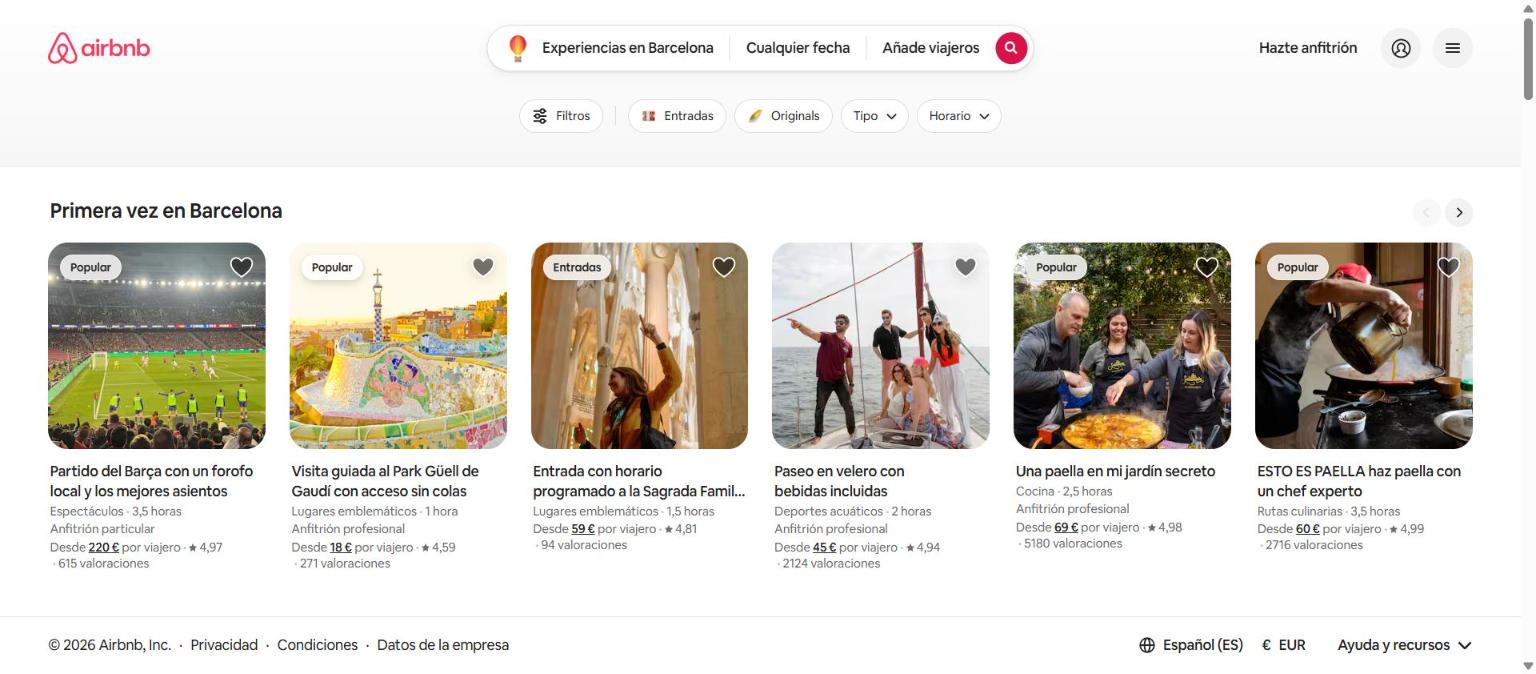 airbnb
Experiencias en Barcelona
Cualquier fecha
Añade viajeros
Hazte anfitrión
Filtros
Entradas
Originals
Tipo
Horario
Primera vez en Barcelona
Popular
Partido del Barça con un forofo
local y los mejores asientos
Espectáculos · 3,5 horas
Anfitrión particular
Desde 220 € por viajero · ★ 4,97
· 615 valoraciones
Popular
Visita guiada al Park Güell de
Gaudí con acceso sin colas
Lugares emblemáticos · 1 hora
Anfitrión profesional
Desde 18 € por viajero · ★ 4,59
· 271 valoraciones
Entradas
Entrada con horario
programado a la Sagrada Famil...
Lugares emblemáticos · 1,5 horas
Desde 59 € por viajero · ★ 4,81
· 94 valoraciones
Paseo en velero con
bebidas incluidas
Deportes acuáticos · 2 horas
Anfitrión profesional
Desde 45 € por viajero · ★ 4,94
· 2124 valoraciones
Popular
Una paella en mi jardín secreto
Cocina · 2,5 horas
Anfitrión profesional
Desde 69 € por viajero · ★ 4,98
· 5180 valoraciones
Popular
ESTO ES PAELLA haz paella con
un chef experto
Rutas culinarias · 3,5 horas
Desde 60 € por viajero · ★ 4,99
· 2716 valoraciones
© 2026 Airbnb, Inc. · Privacidad · Condiciones · Datos de la empresa
Español (ES)
€ EUR
Ayuda y recursos